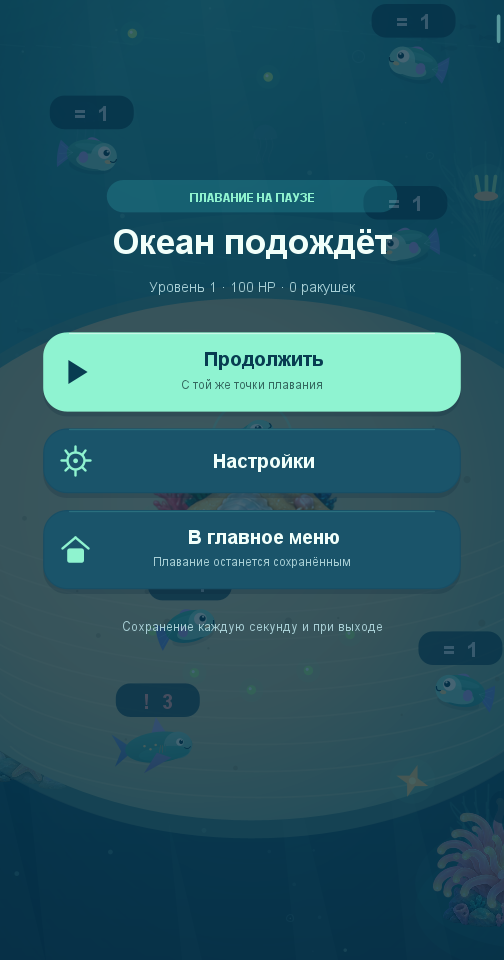 = 1
= 1
= 1
ПЛАВАНИЕ НА ПАУЗЕ
Океан подождёт
Уровень 1 · 100 HP · 0 ракушек
Продолжить
С той же точки плавания
Настройки
В главное меню
Плавание останется сохранённым
Сохранение каждую секунду и при выходе
= 1
! 3